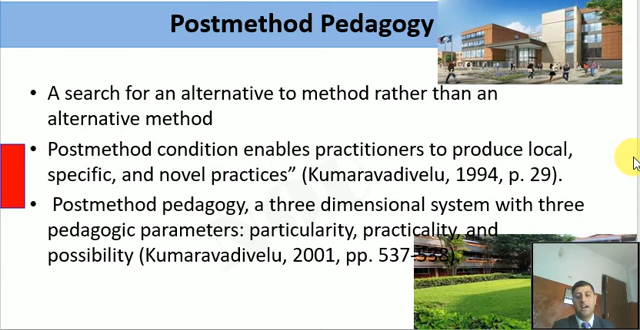 Postmethod Pedagogy
• A search for an alternative to method rather than an
alternative method
• Postmethod condition enables practitioners to produce local,
specific, and novel practices” (Kumaravadivelu, 1994, p. 29).
• Postmethod pedagogy, a three dimensional system with three
pedagogic parameters: particularity, practicality, and
possibility (Kumaravadivelu, 2001, pp. 537-538).